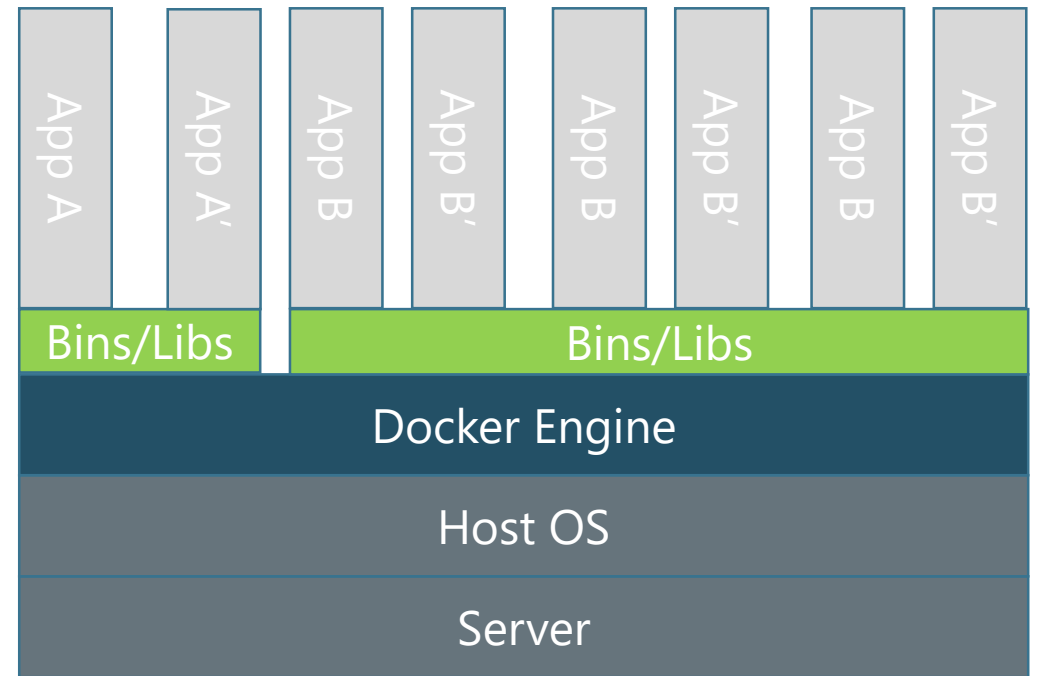 App A
App A’
App B
App B’
App B
App B’
App B
App B’
Bins/Libs
Bins/Libs
Docker Engine
Host OS
Server